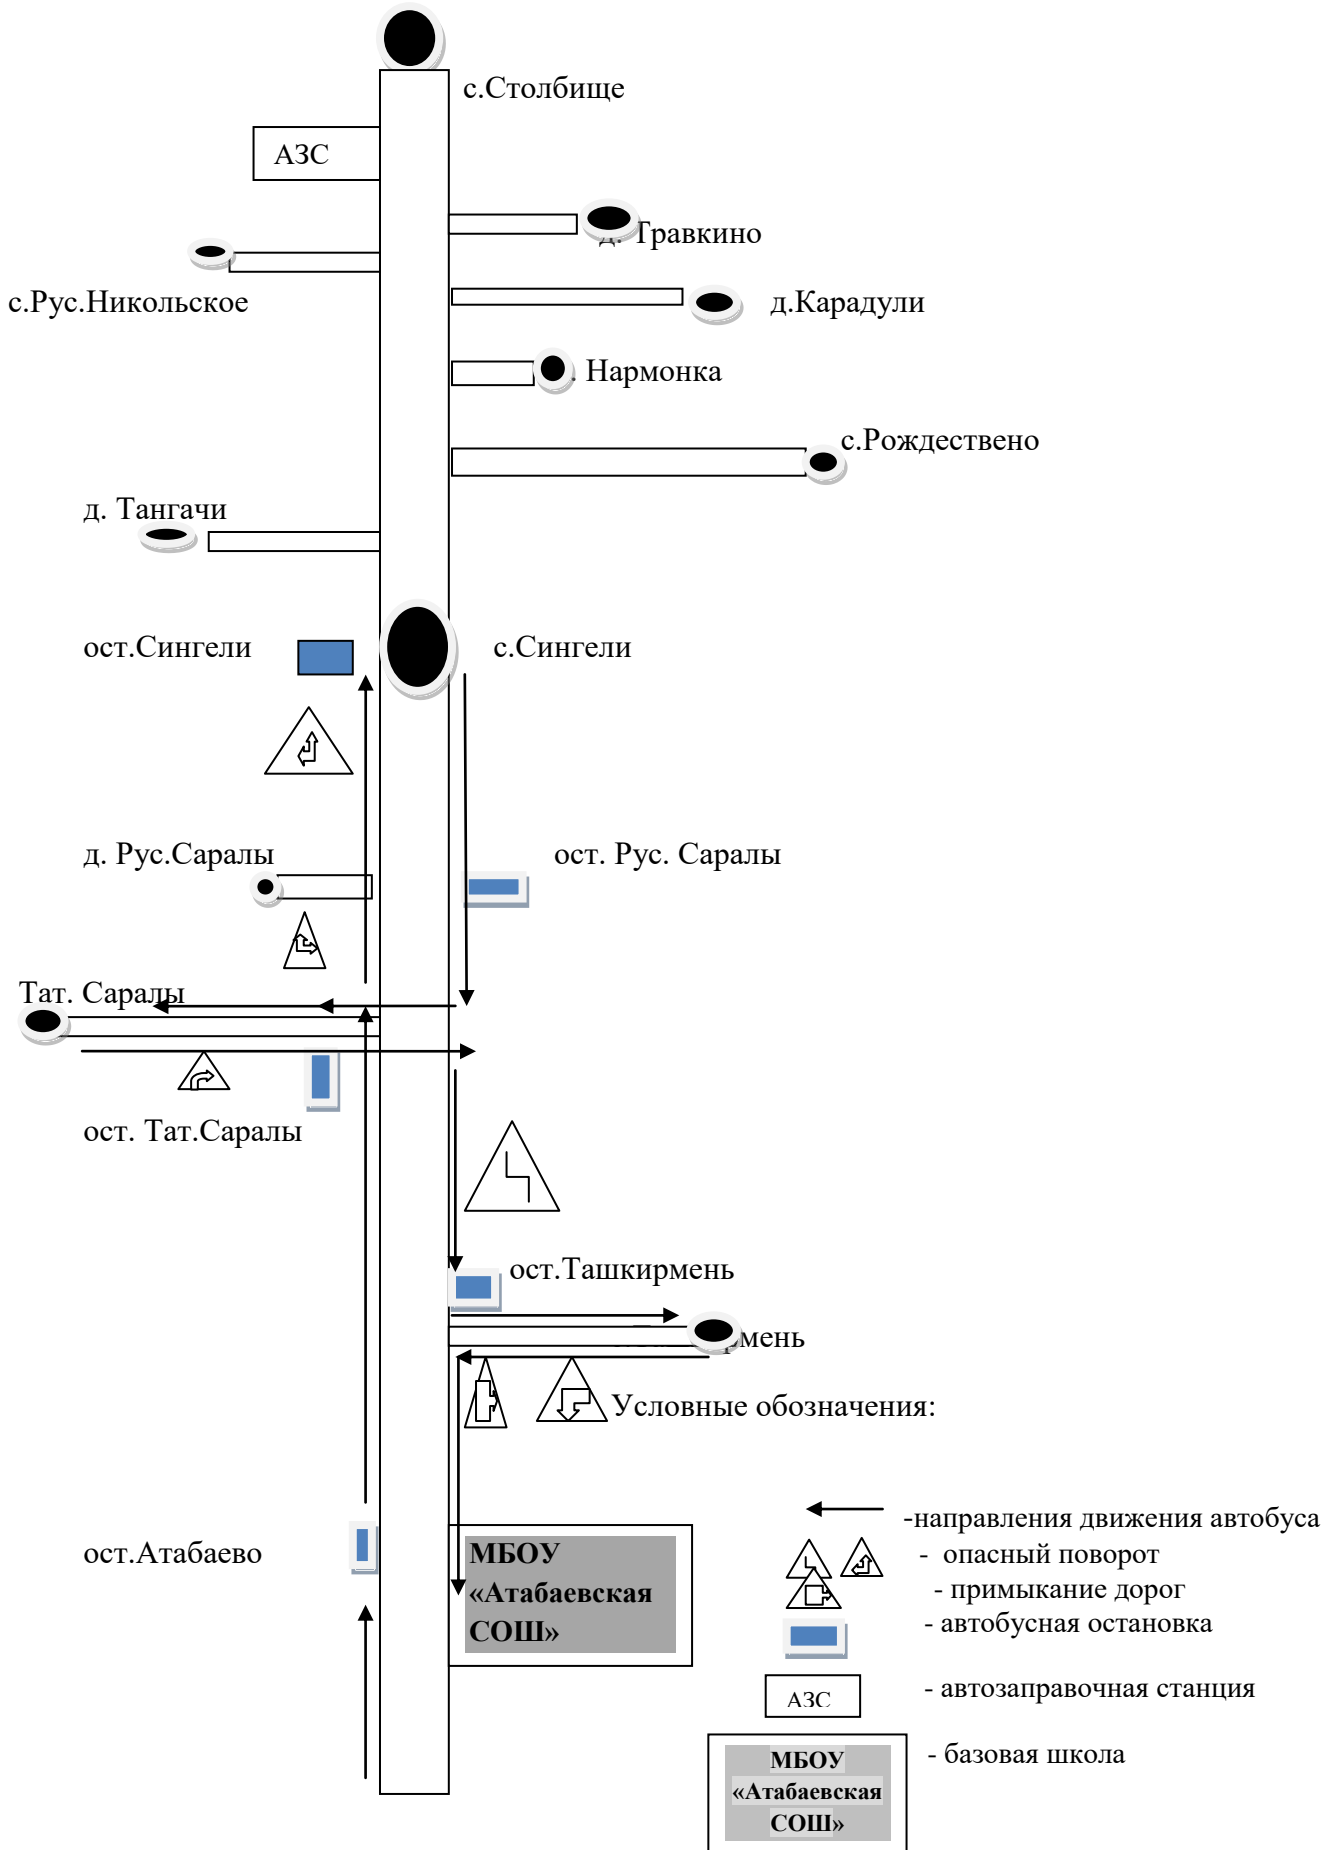 с.Столбище
АЗС
Травкино
с.Рус.Никольское
д.Карадули
Нармонка
с.Рождествено
д. Тангачи
ост.Сингели
с.Сингели
д. Рус.Саралы
ост. Рус. Саралы
Тат. Саралы
ост. Тат.Саралы
ост.Ташкирмень
Условные обозначения:
-направления движения автобуса
- опасный поворот
- примыкание дорог
- автобусная остановка
ост.Атабаево
МБОУ
«Атабаевская
СОШ»
АЗС
- автозаправочная станция
- базовая школа
МБОУ
«Атабаевская
СОШ»